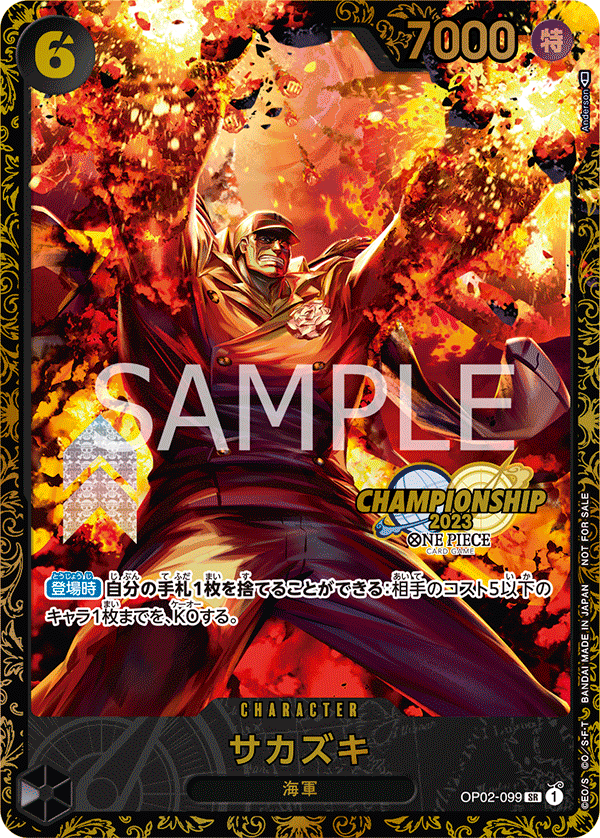 6
7000 特
Anderson
SAMPLE
CHAMPIONSHIP
2023
ONE PIECE
CARD GAME
登場時 自分の手札1枚を捨てることができる:相手のコスト5以下の
キャラ1枚までを、KOする。
CHARACTER
サカズキ
海軍
OP02-099 SR 1
©EO/S ©O.S・F・T BANDAI MADE IN JAPAN NOT FOR SALE